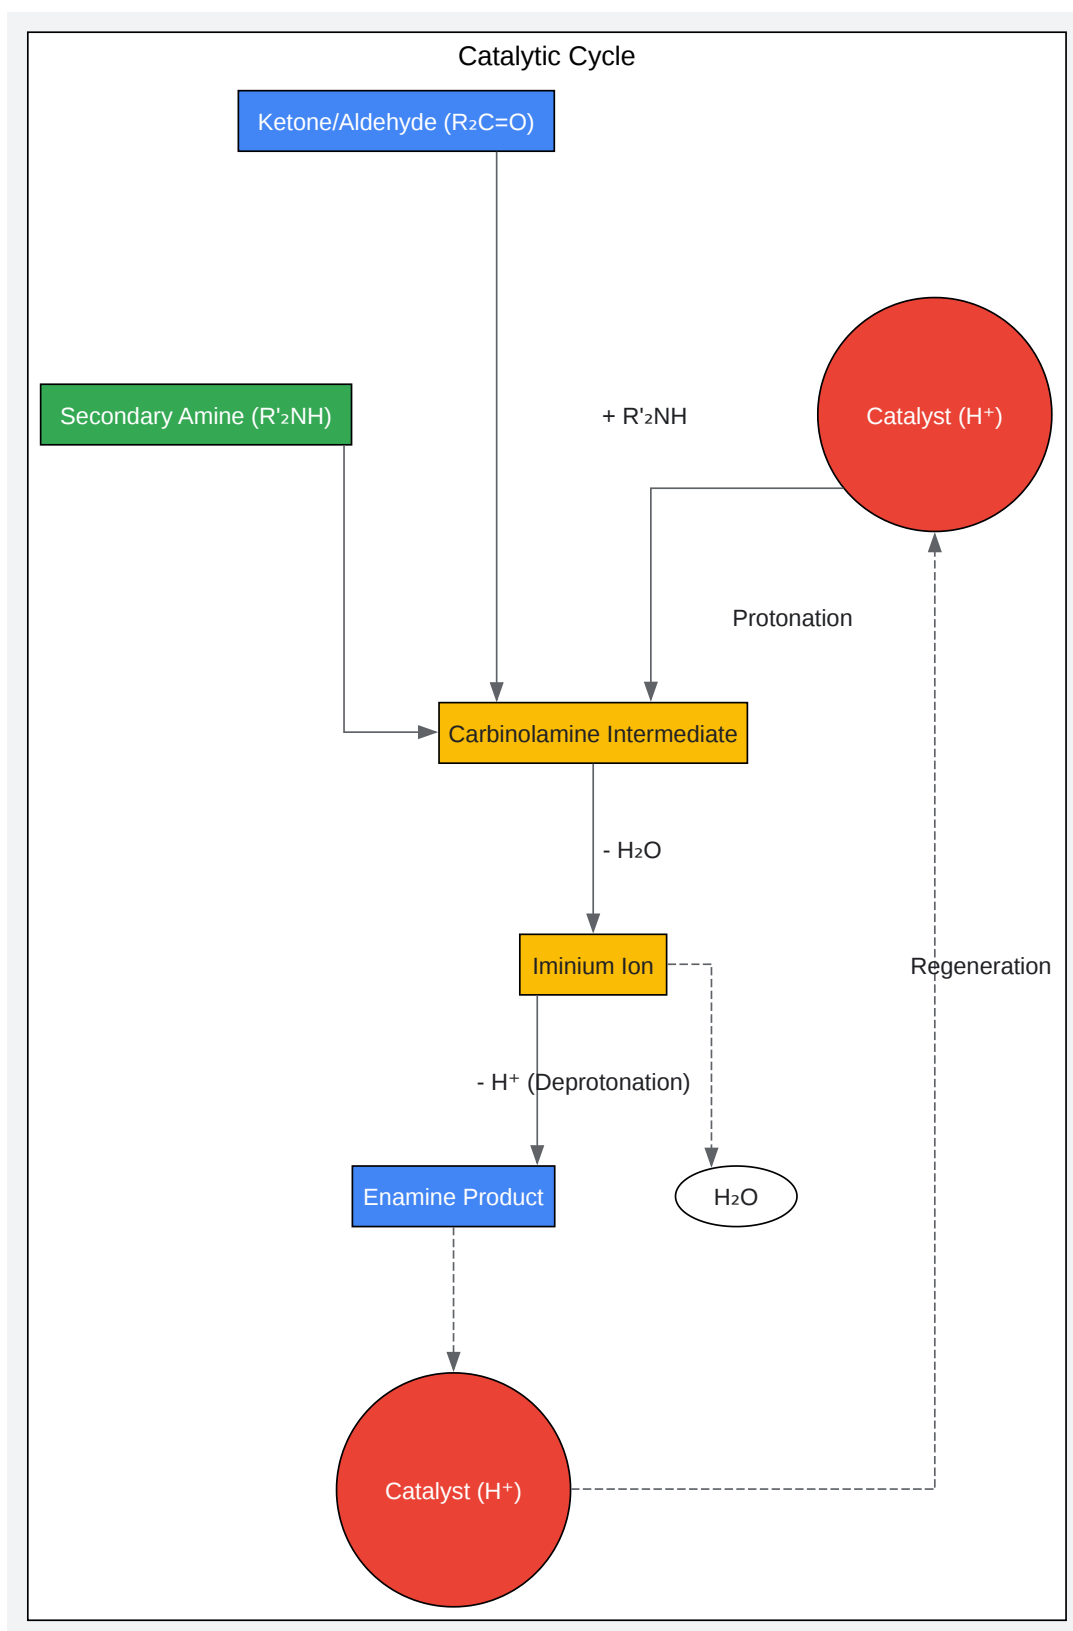 Catalytic Cycle
Ketone/Aldehyde (R₂C=O)
Secondary Amine (R'₂NH)
+ R'₂NH
Catalyst (H⁺)
Protonation
Carbinolamine Intermediate
- H₂O
Iminium Ion
Regeneration
- H⁺ (Deprotonation)
Enamine Product
H₂O
Catalyst (H⁺)